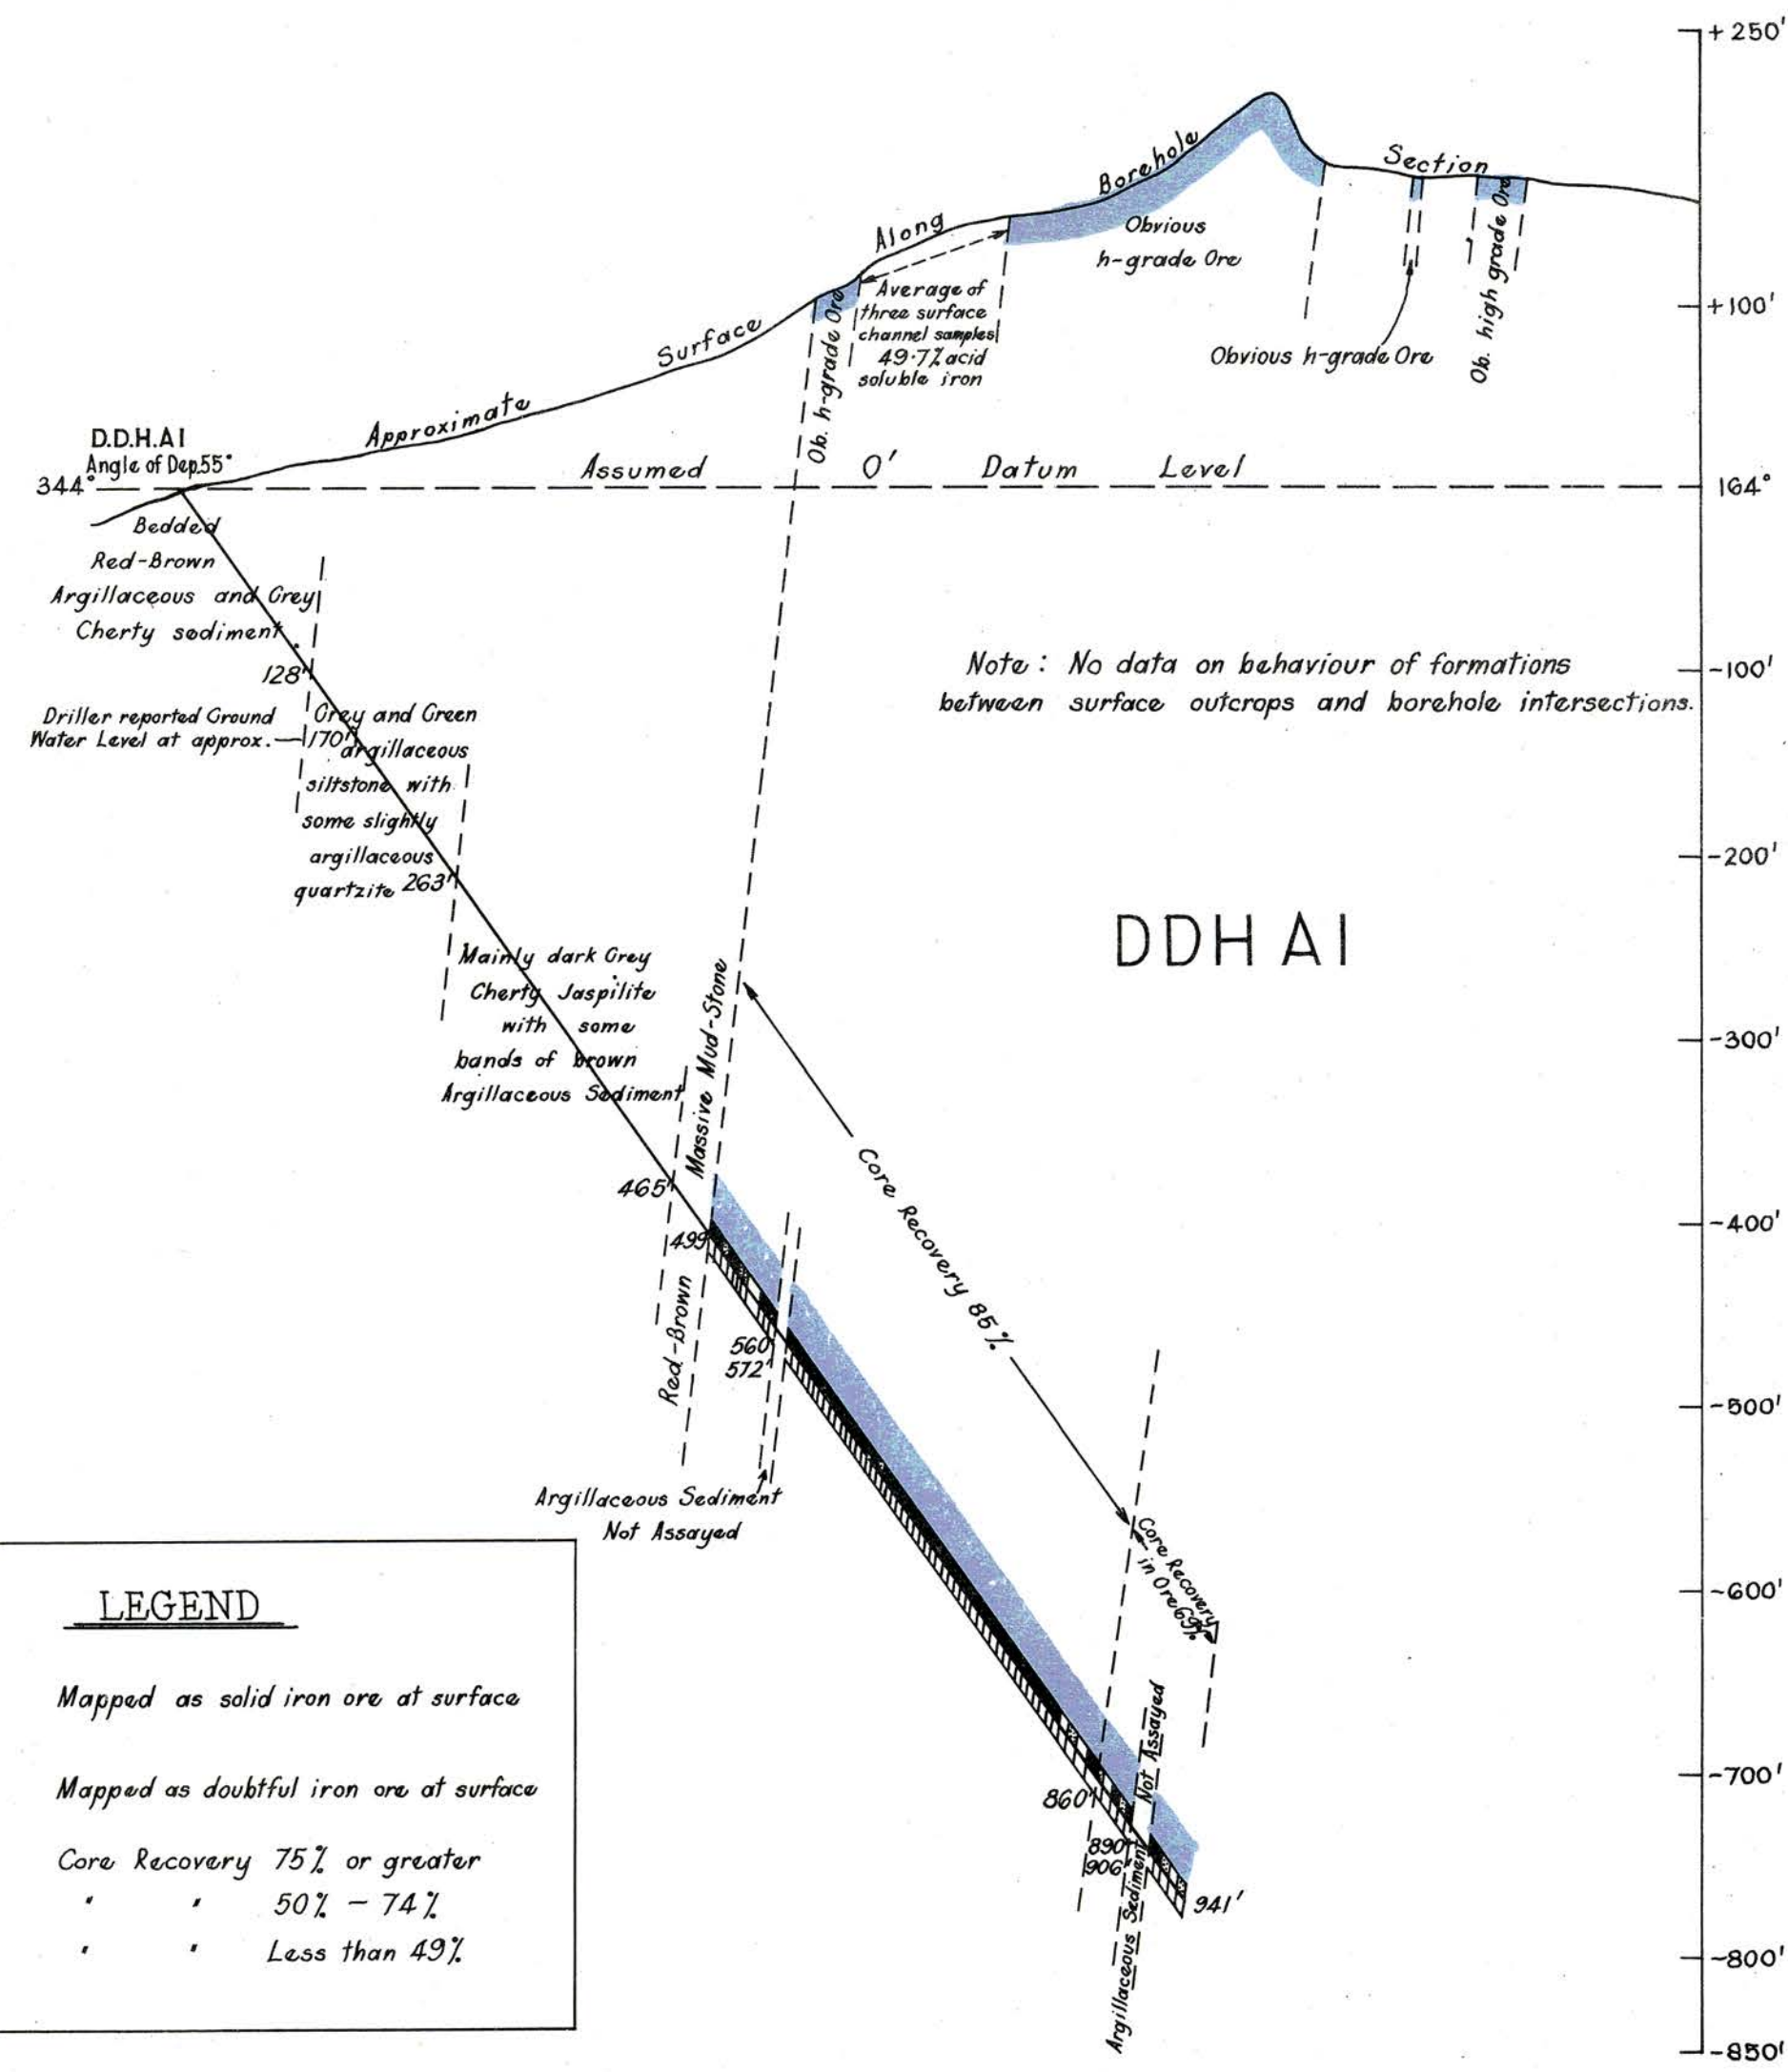 +250'
Approximate Surface Along Borehole Section
Obvious
h-grade Ore
Average of
three surface
channel samples
49·7% acid
soluble iron
Ob. h-grade Ore
Obvious h-grade Ore
Ob. high grade Ore
+100'
D.D.H.A1
Angle of Dep.55°
344°
Assumed 0' Datum Level
164°
Bedded
Red-Brown
Argillaceous and Grey
Cherty sediment
128'
Note : No data on behaviour of formations
between surface outcrops and borehole intersections.
-100'
Driller reported Ground
Water Level at approx.
170'
Grey and Green
argillaceous
siltstone with
some slightly
argillaceous
quartzite
263'
-200'
DDH A1
Mainly dark Grey
Cherty Jaspilite
with some
bands of brown
Argillaceous Sediment
-300'
Red-Brown Massive Mud-Stone
465'
499'
Core Recovery 85%
-400'
560'
572'
-500'
Argillaceous Sediment
Not Assayed
Core Recovery
in Ore 69%
-600'
-700'
860'
890'
906'
Argillaceous Sediment Not Assayed
941'
-800'
-850'
LEGEND
Mapped as solid iron ore at surface
Mapped as doubtful iron ore at surface
Core Recovery 75% or greater
" " 50% - 74%
" " Less than 49%